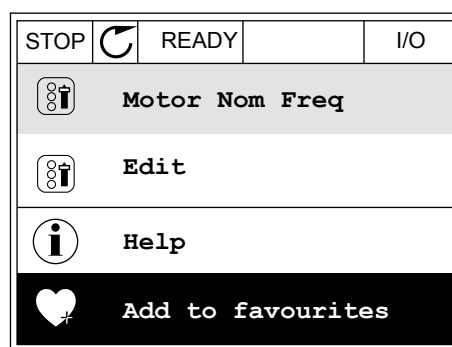 STOP READY I/O
Motor Nom Freq
Edit
Help
Add to favourites